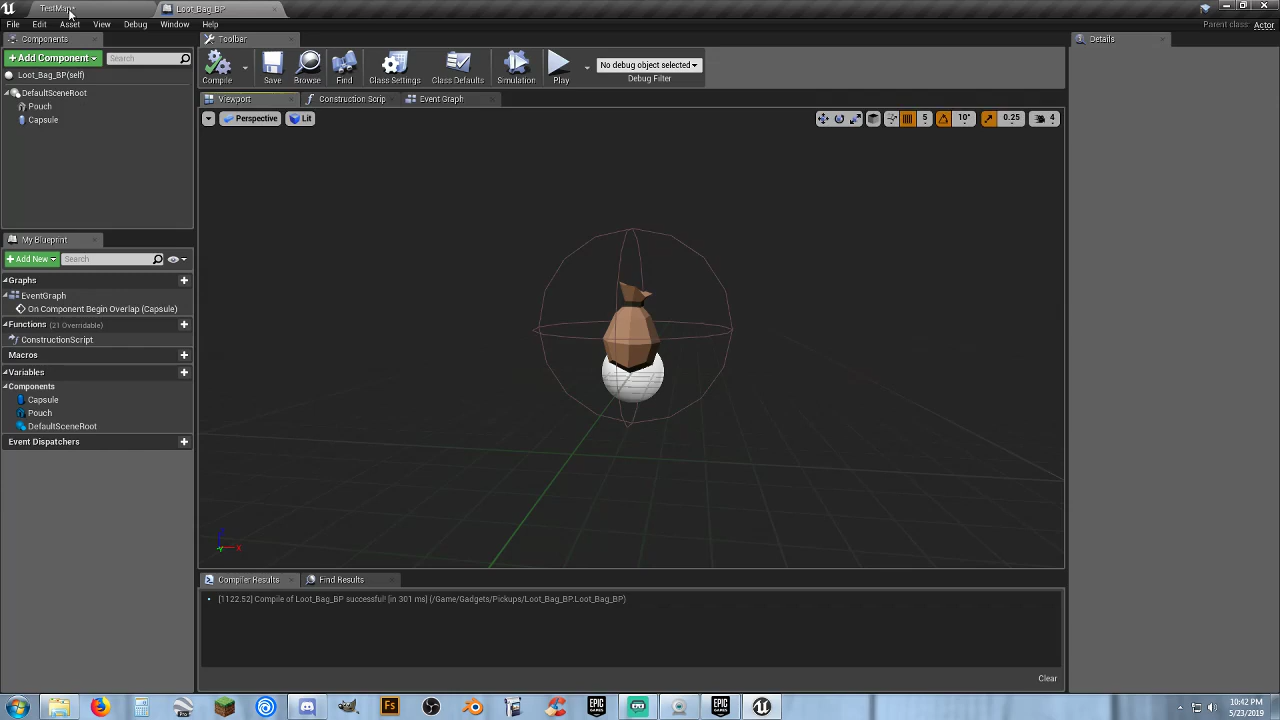 TestMap*
Loot_Bag_BP
File Edit Asset View Debug Window Help
Parent class: Actor
Components
Toolbar
Details
+Add Component
Search
Loot_Bag_BP(self)
DefaultSceneRoot
Pouch
Capsule
Compile
Save
Browse
Find
Class Settings
Class Defaults
Simulation
Play
No debug object selected
Debug Filter
Viewport
Construction Scrip
Event Graph
Perspective
Lit
5
10°
0.25
4
My Blueprint
+Add New
Search
Graphs
EventGraph
On Component Begin Overlap (Capsule)
Functions (21 Overridable)
ConstructionScript
Macros
Variables
Components
Capsule
Pouch
DefaultSceneRoot
Event Dispatchers
Compiler Results
Find Results
[1122.52] Compile of Loot_Bag_BP successful! [in 301 ms] (/Game/Gadgets/Pickups/Loot_Bag_BP.Loot_Bag_BP)
Clear
10:42 PM
5/23/2019